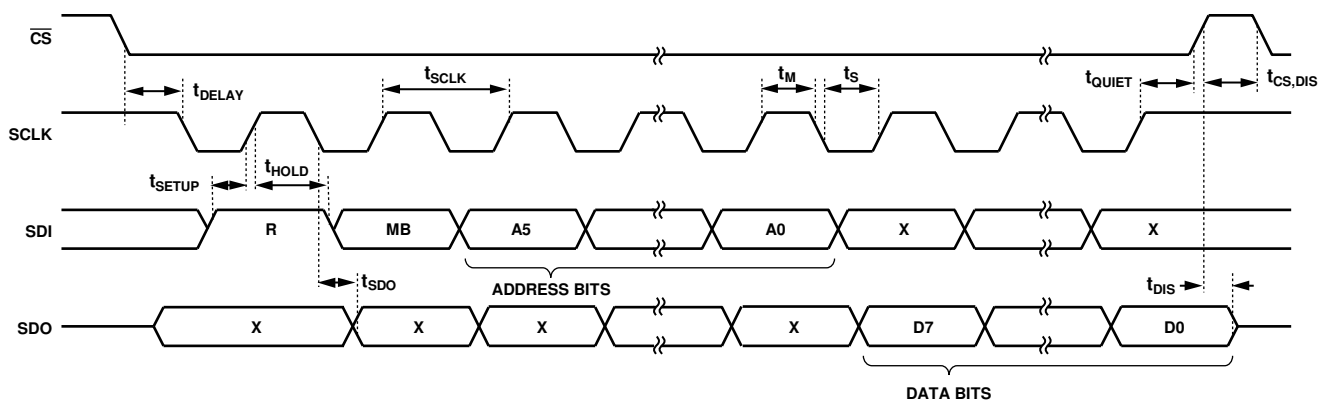 CS
tSCLK
tM
tS
tQUIET
tCS,DIS
tDELAY
SCLK
tSETUP
tHOLD
SDI
R
MB
A5
A0
X
X
tSDO
ADDRESS BITS
tDIS
SDO
X
X
X
X
D7
D0
DATA BITS